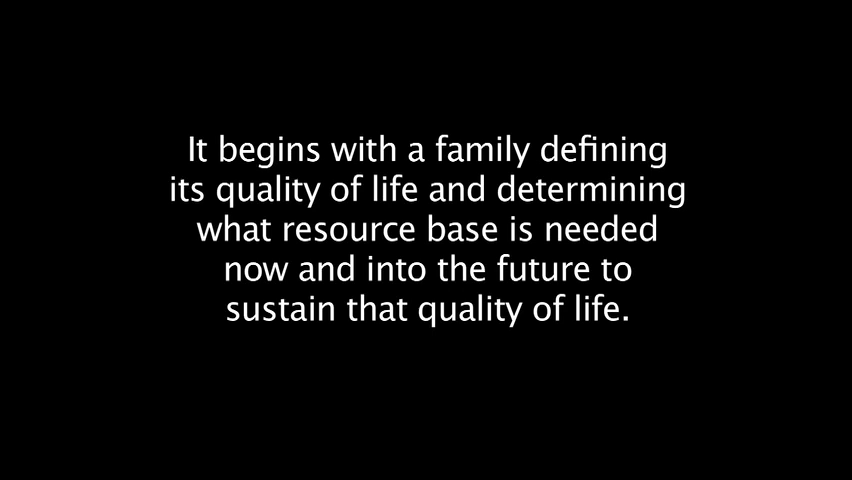 It begins with a family defining
its quality of life and determining
what resource base is needed
now and into the future to
sustain that quality of life.